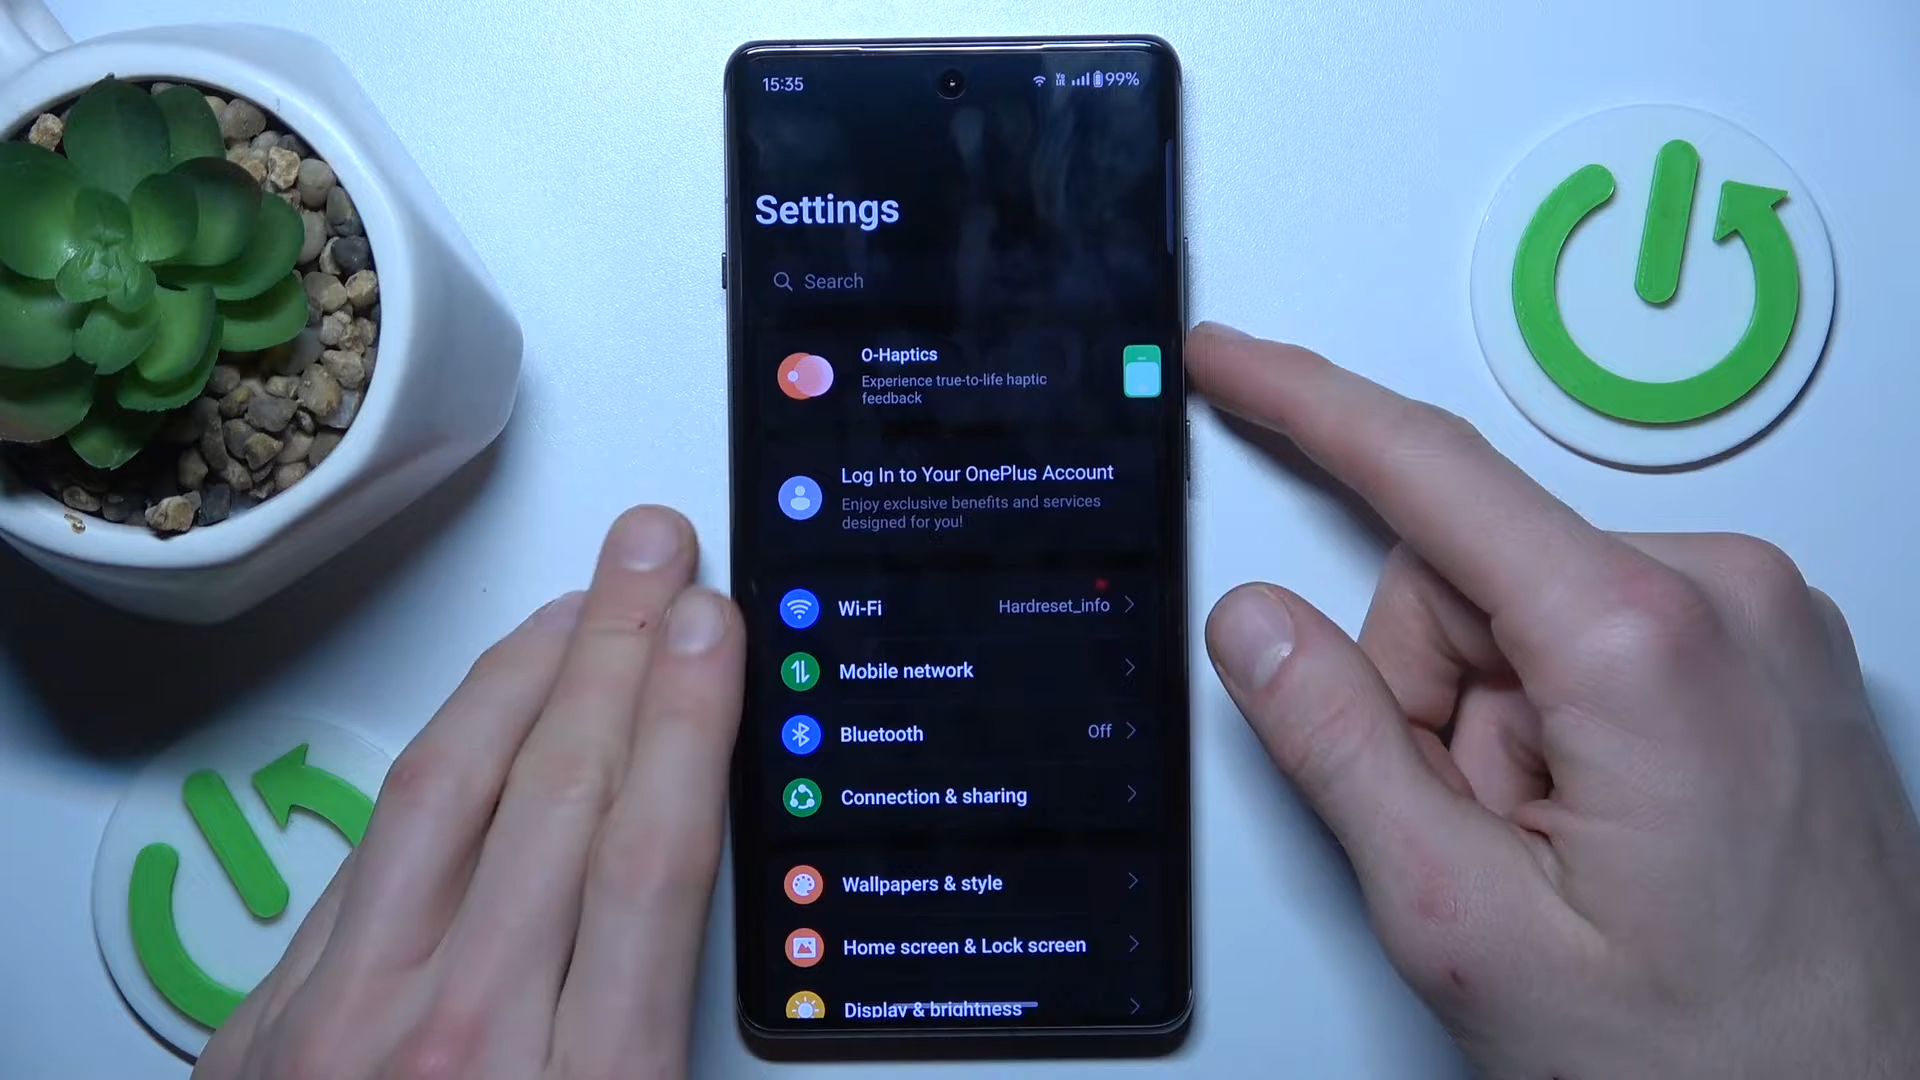 15:35
Vo LTE 99%
Settings
Search
O-Haptics
Experience true-to-life haptic
feedback
Log In to Your OnePlus Account
Enjoy exclusive benefits and services
designed for you!
Wi-Fi Hardreset_info
Mobile network
Bluetooth Off
Connection & sharing
Wallpapers & style
Home screen & Lock screen
Display & brightness